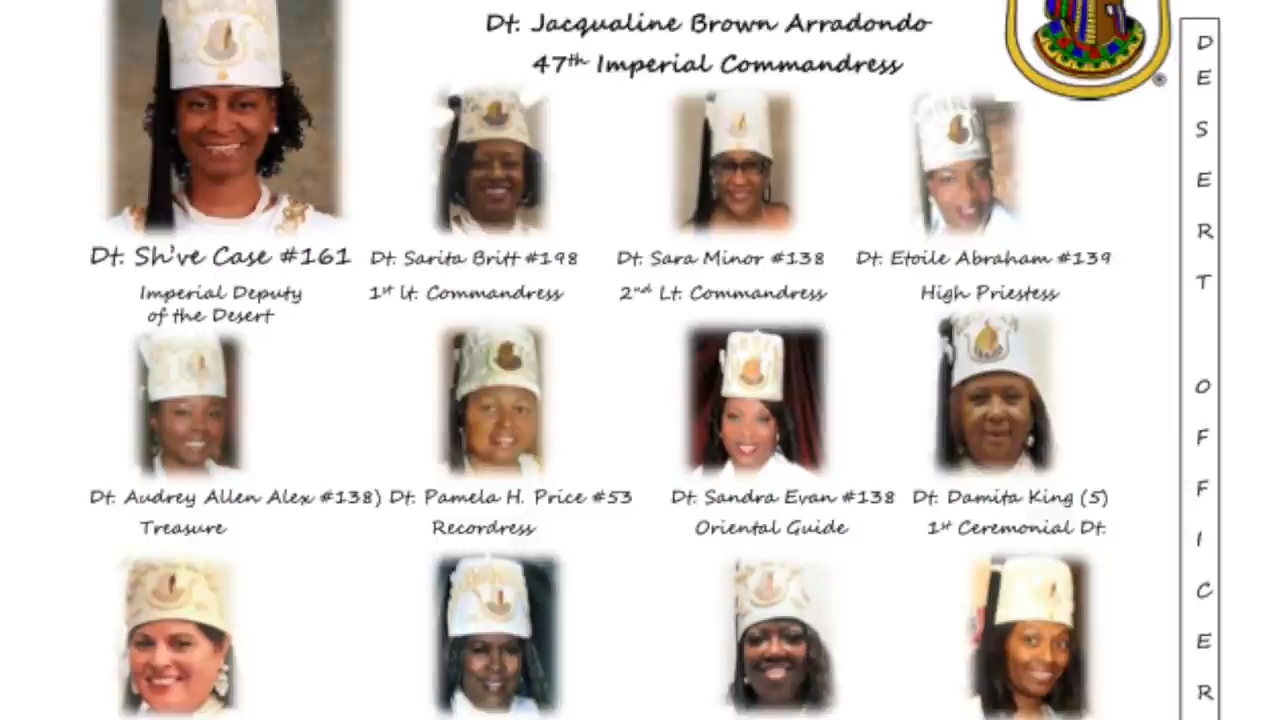 Dt. Jacqualine Brown Arradondo
47th Imperial Commandress
Dt. Sh've Case #161
Imperial Deputy
of the Desert
Dt. Sarita Britt #198
1st lt. Commandress
Dt. Sara Minor #138
2nd Lt. Commandress
Dt. Etoile Abraham #139
High Priestess
Dt. Audrey Allen Alex #138)
Treasure
Dt. Pamela H. Price #53
Recordress
Dt. Sandra Evan #138
Oriental Guide
Dt. Damita King (5)
1st Ceremonial Dt.
DESERT OFFICER